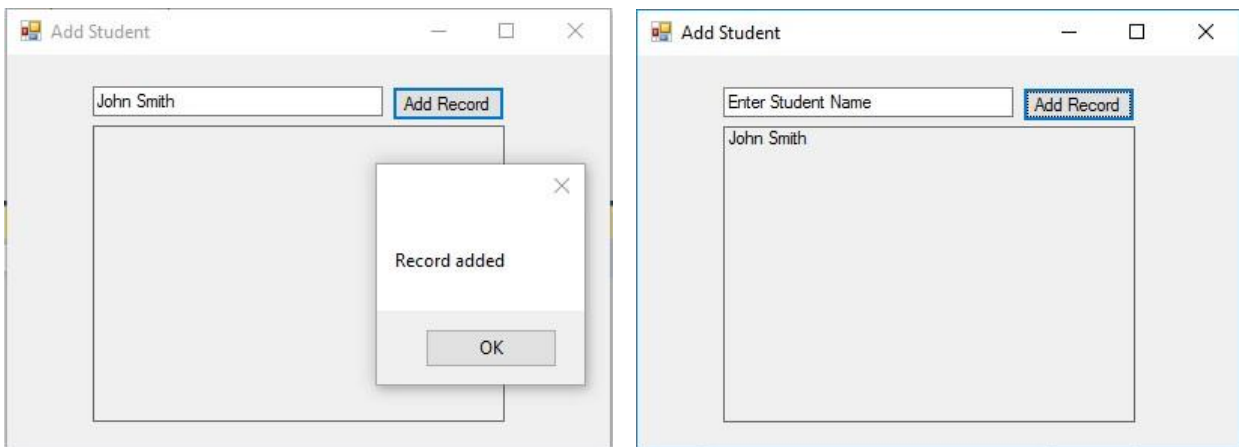 Add Student
John Smith
Add Record
Record added
OK
Add Student
Enter Student Name
Add Record
John Smith